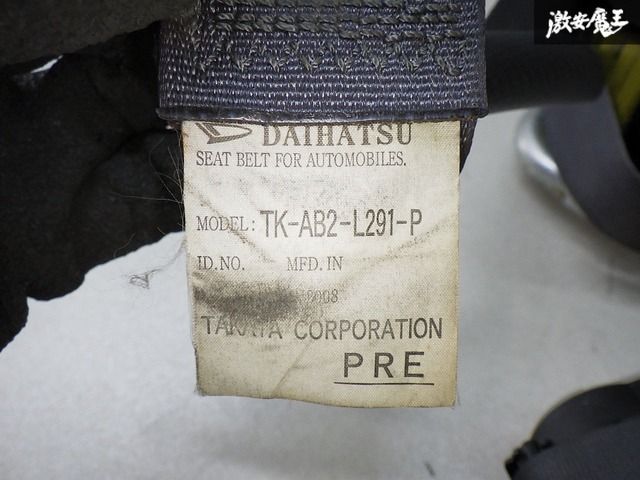 激安魔王
DAIHATSU
SEAT BELT FOR AUTOMOBILES.
MODEL: TK-AB2-L291-P
ID.NO. MFD.IN
2008
TAKATA CORPORATION
PRE